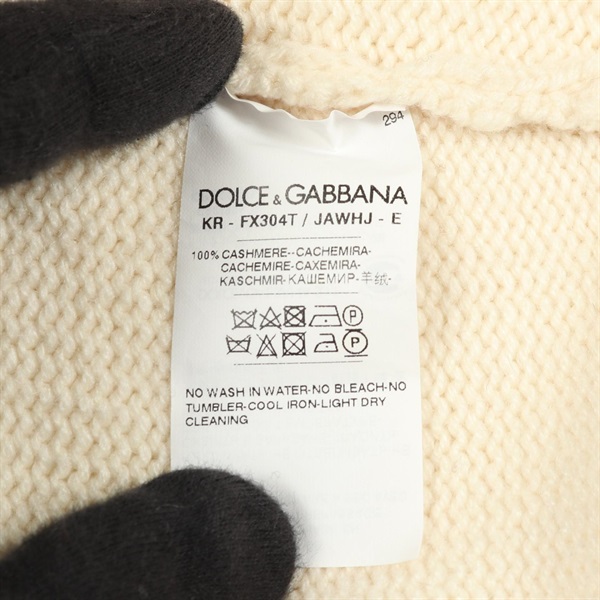 294
DOLCE & GABBANA
KR - FX304T / JAWHJ - E
100% CASHMERE--CACHEMIRA-
CACHEMIRE-CAXEMIRA-
KASCHMIR-КАШЕМИР-羊绒-
P
P
NO WASH IN WATER-NO BLEACH-NO
TUMBLER-COOL IRON-LIGHT DRY
CLEANING